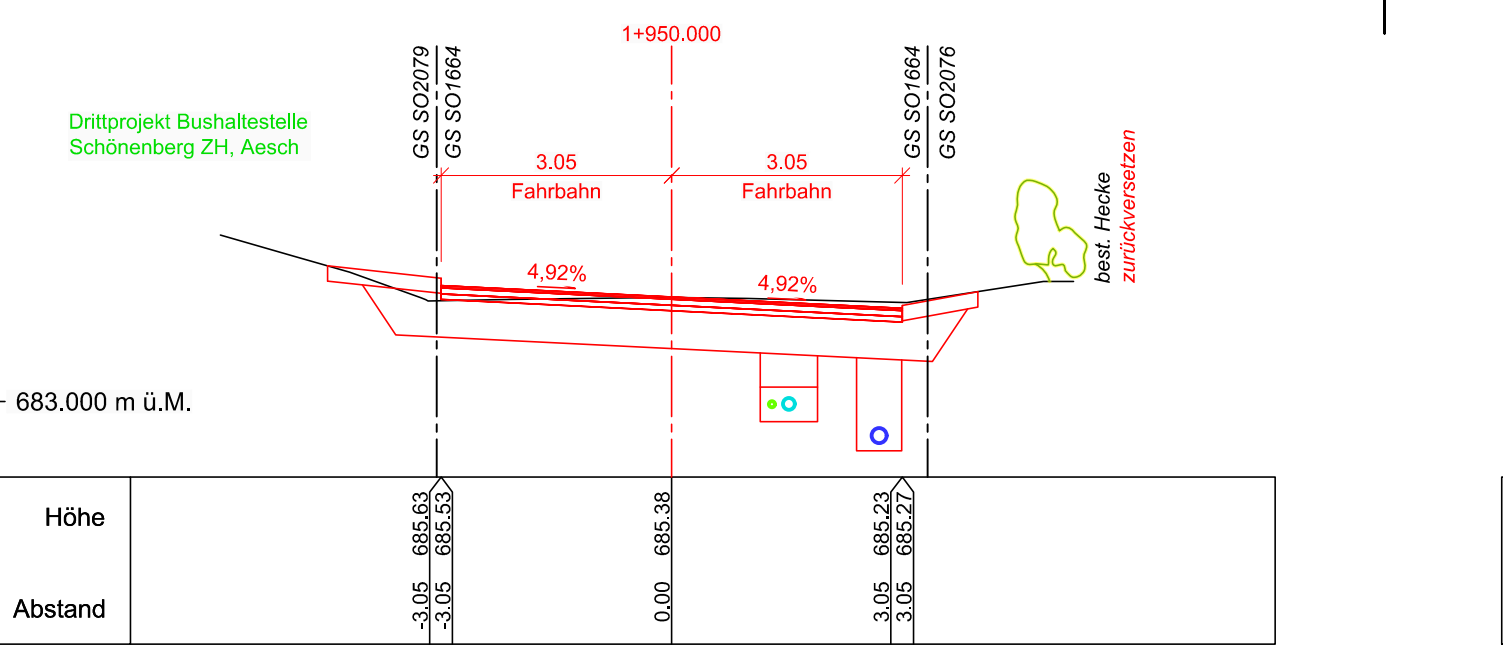 1+950.000
GS SO2079
GS SO1664
GS SO1664
GS SO2076
Drittprojekt Bushaltestelle
Schönenberg ZH, Aesch
3.05
3.05
Fahrbahn
Fahrbahn
best. Hecke
zurückversetzen
4,92%
4,92%
683.000 m ü.M.
Höhe
685.63
685.53
685.38
685.23
685.27
Abstand
-3.05
-3.05
0.00
3.05
3.05